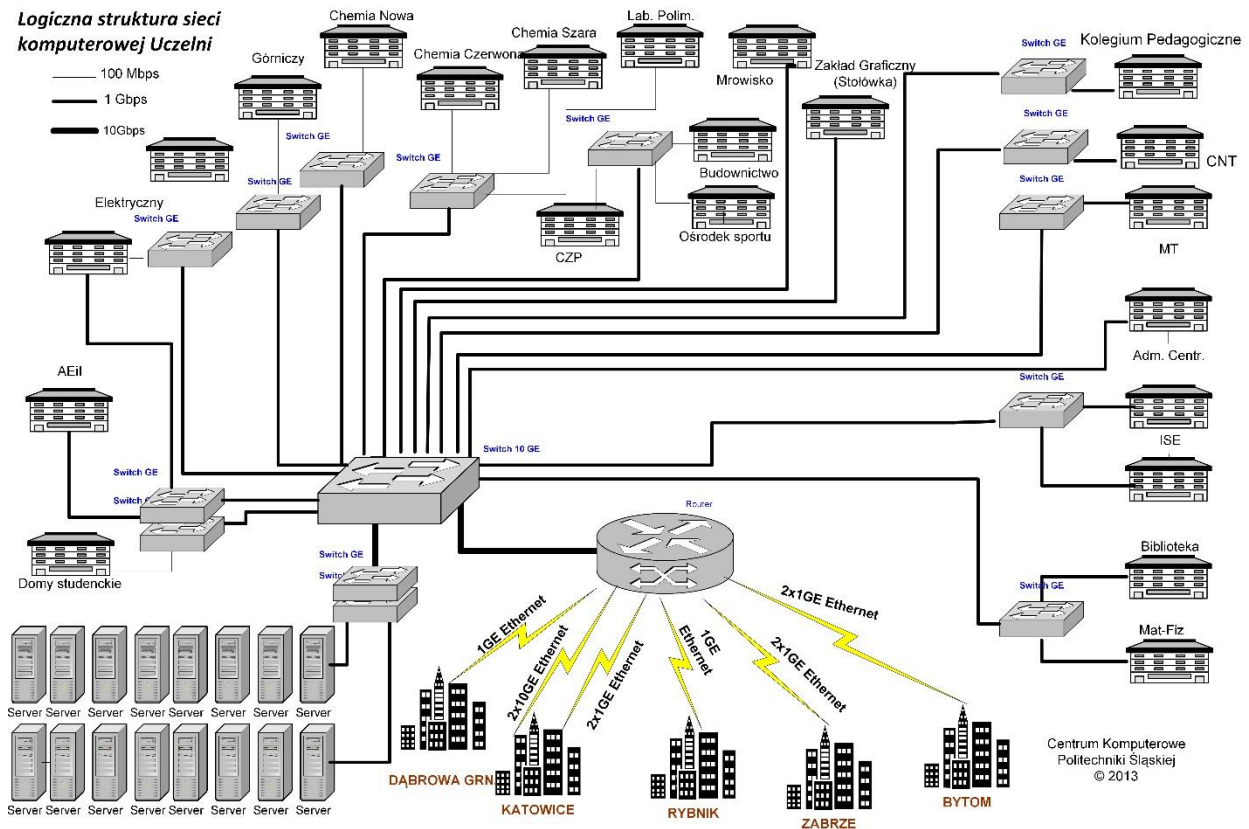 Logiczna struktura sieci
komputerowej Uczelni
100 Mbps
1 Gbps
10Gbps
Chemia Nowa
Górniczy
Chemia Czerwona
Chemia Szara
Lab. Polim.
Mrowisko
Zakład Graficzny
(Stołówka)
Switch GE
Kolegium Pedagogiczne
Switch GE
Switch GE
Switch GE
Switch GE
Switch GE
CNT
Switch GE
Elektryczny
Switch GE
Budownictwo
Ośrodek sportu
CZP
MT
Adm. Centr.
AEiI
Switch GE
ISE
Switch GE
Switch
Switch 10 GE
Router
Domy studenckie
Switch GE
Switch
Biblioteka
Switch GE
Mat-Fiz
1GE Ethernet
2x10GE Ethernet
2x1GE Ethernet
1GE
Ethernet
2x1GE Ethernet
2x1GE Ethernet
Server Server Server Server Server Server Server Server
Server Server Server Server Server Server Server Server
DĄBROWA GRN
KATOWICE
RYBNIK
ZABRZE
BYTOM
Centrum Komputerowe
Politechniki Śląskiej
© 2013